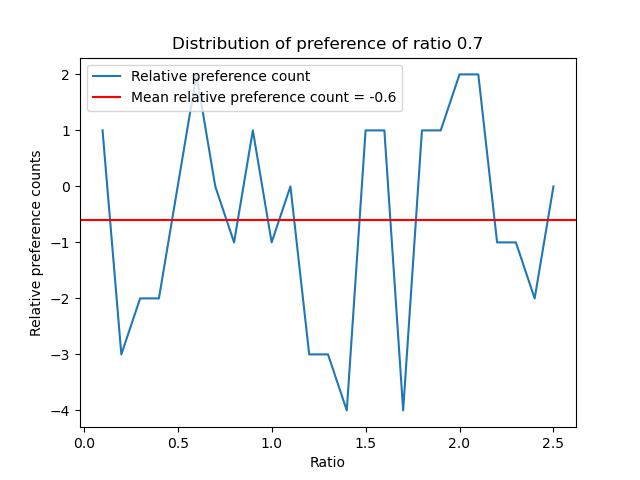 Distribution of preference of ratio 0.7
Relative preference count
Mean relative preference count = -0.6
Relative preference counts
2
1
0
−1
−2
−3
−4
0.0 0.5 1.0 1.5 2.0 2.5
Ratio